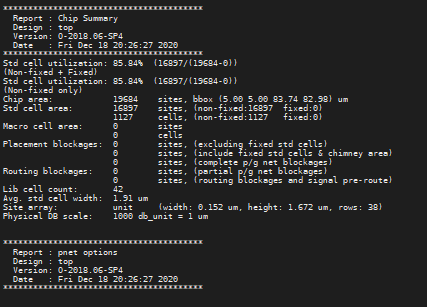 ****************************************
  Report : Chip Summary
  Design : top
  Version: O-2018.06-SP4
  Date   : Fri Dec 18 20:26:27 2020
****************************************
Std cell utilization: 85.84%  (16897/(19684-0))
(Non-fixed + Fixed)
Std cell utilization: 85.84%  (16897/(19684-0))
(Non-fixed only)
Chip area:            19684    sites, bbox (5.00 5.00 83.74 82.98) um
Std cell area:        16897    sites, (non-fixed:16897  fixed:0)
                      1127     cells, (non-fixed:1127   fixed:0)
Macro cell area:      0        sites
                      0        cells
Placement blockages:  0        sites, (excluding fixed std cells)
                      0        sites, (include fixed std cells & chimney area)
                      0        sites, (complete p/g net blockages)
Routing blockages:    0        sites, (partial p/g net blockages)
                      0        sites, (routing blockages and signal pre-route)
Lib cell count:       42
Avg. std cell width:  1.91 um
Site array:           unit     (width: 0.152 um, height: 1.672 um, rows: 38)
Physical DB scale:    1000 db_unit = 1 um
****************************************
  Report : pnet options
  Design : top
  Version: O-2018.06-SP4
  Date   : Fri Dec 18 20:26:27 2020
****************************************